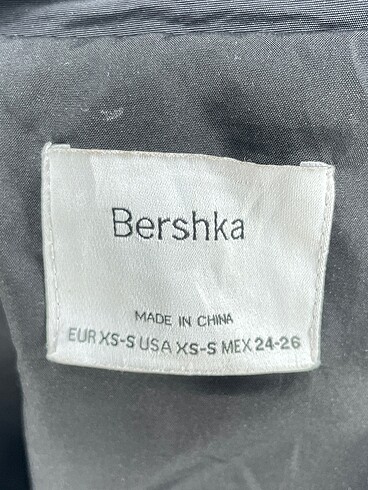 Bershka
MADE IN CHINA
EUR XS-S USA XS-S MEX 24-26